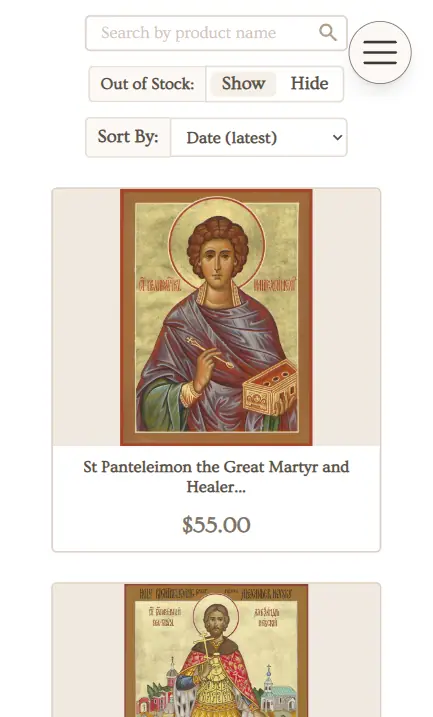 Search by product name
Out of Stock: Show Hide
Sort By: Date (latest)
St Panteleimon the Great Martyr and
Healer...
$55.00